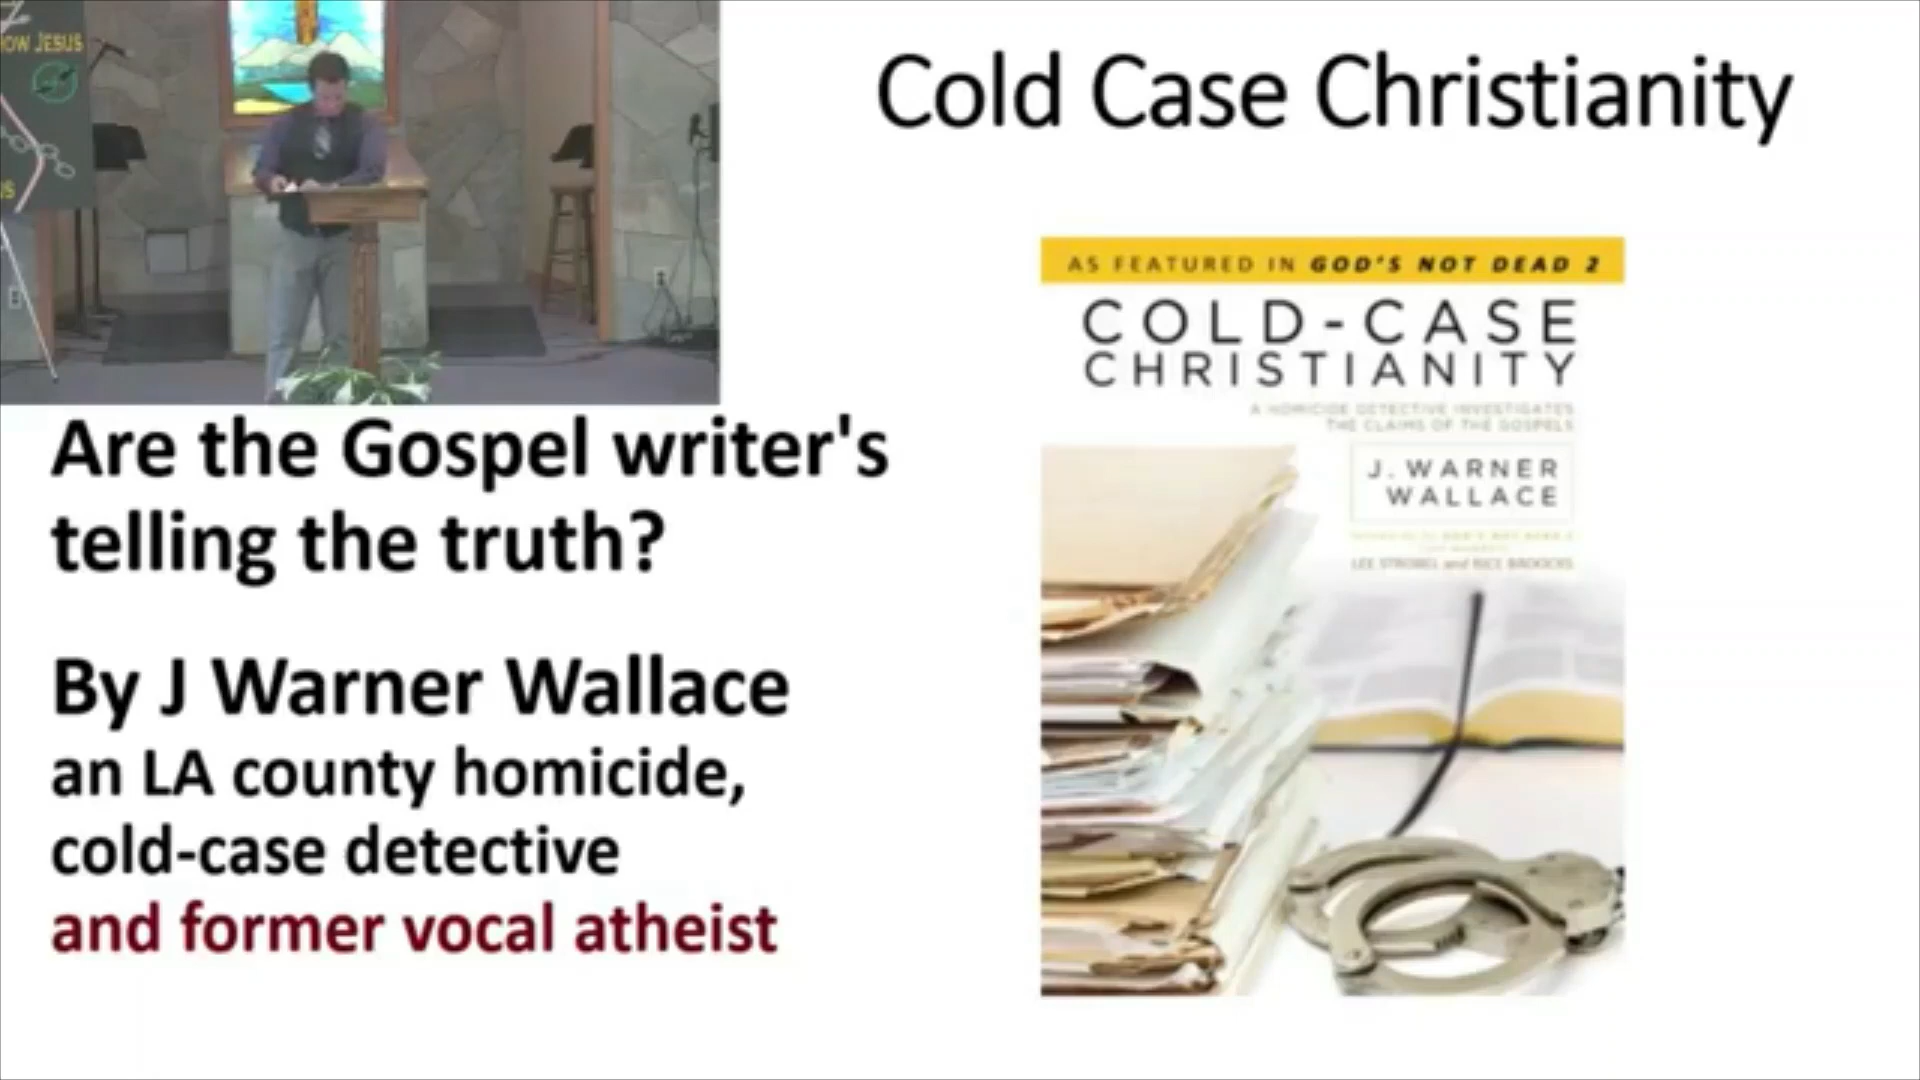 OW JESUS
US
Cold Case Christianity
Are the Gospel writer's
telling the truth?
By J Warner Wallace
an LA county homicide,
cold-case detective
and former vocal atheist
AS FEATURED IN GOD'S NOT DEAD 2
COLD-CASE
CHRISTIANITY
A HOMICIDE DETECTIVE INVESTIGATES
THE CLAIMS OF THE GOSPELS
J. WARNER
WALLACE
LEE STROBEL and RICE BROOCKS